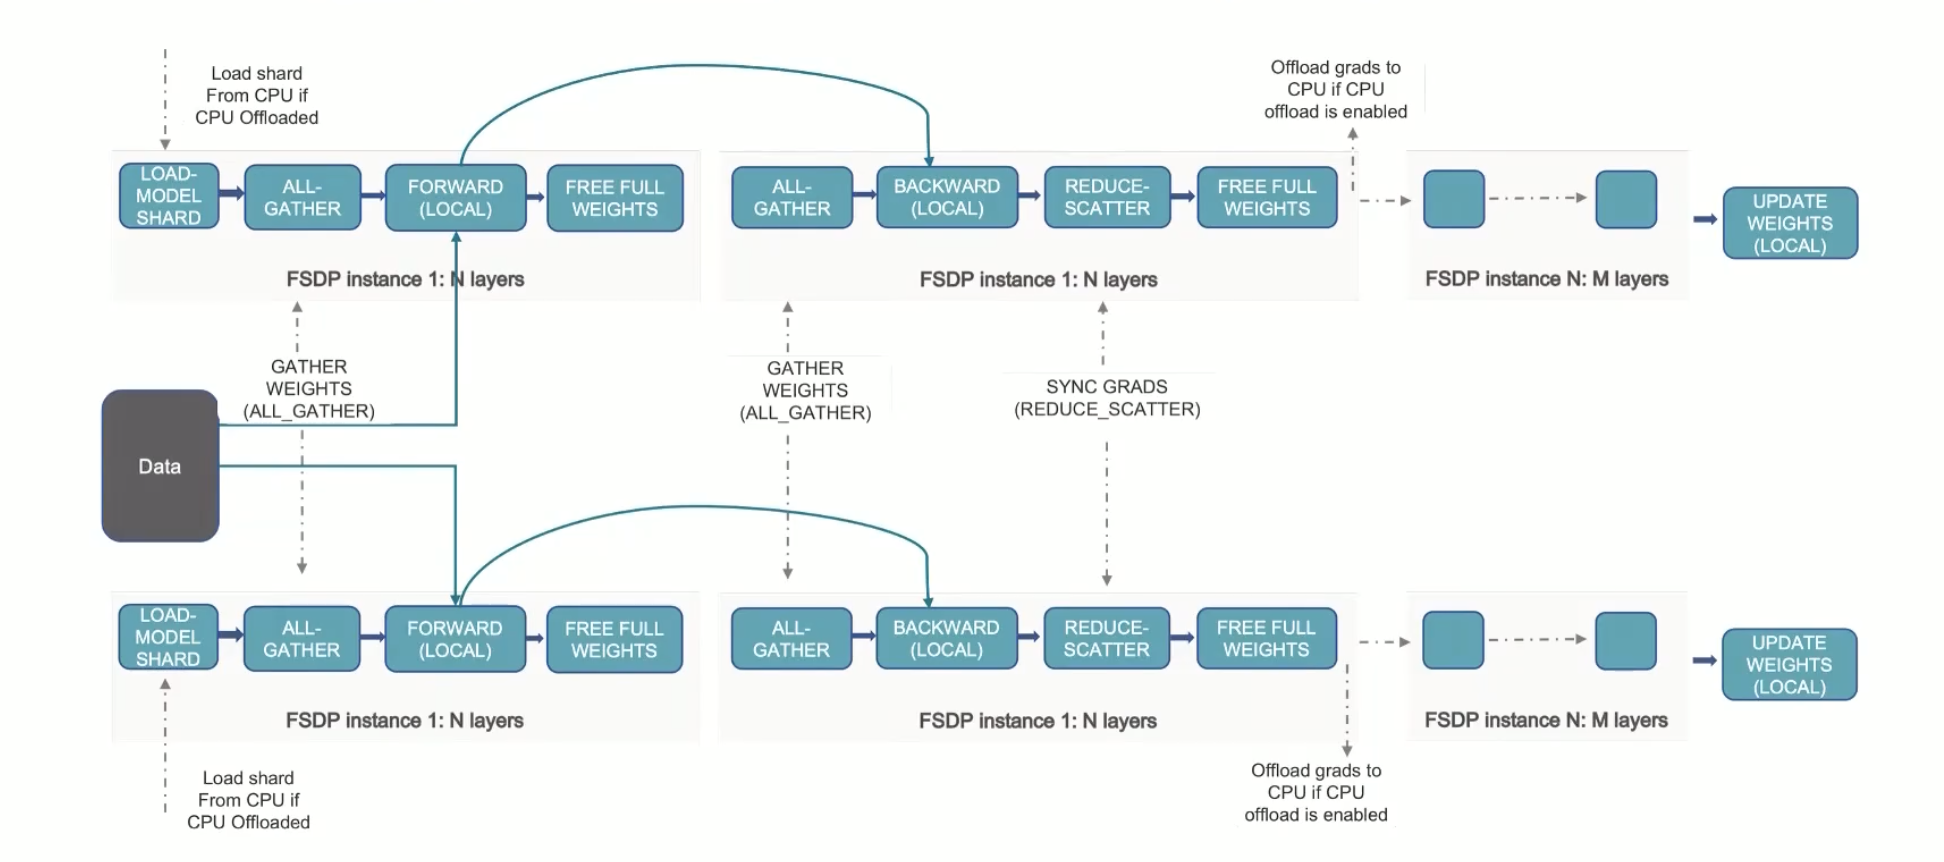 Load shard
From CPU if
CPU Offloaded
Offload grads to
CPU if CPU
offload is enabled
LOAD-
MODEL
SHARD
ALL-
GATHER
FORWARD
(LOCAL)
FREE FULL
WEIGHTS
ALL-
GATHER
BACKWARD
(LOCAL)
REDUCE-
SCATTER
FREE FULL
WEIGHTS
UPDATE
WEIGHTS
(LOCAL)
FSDP instance 1: N layers
FSDP instance 1: N layers
FSDP instance N: M layers
GATHER
WEIGHTS
(ALL_GATHER)
GATHER
WEIGHTS
(ALL_GATHER)
SYNC GRADS
(REDUCE_SCATTER)
Data
LOAD-
MODEL
SHARD
ALL-
GATHER
FORWARD
(LOCAL)
FREE FULL
WEIGHTS
ALL-
GATHER
BACKWARD
(LOCAL)
REDUCE-
SCATTER
FREE FULL
WEIGHTS
UPDATE
WEIGHTS
(LOCAL)
FSDP instance 1: N layers
FSDP instance 1: N layers
FSDP instance N: M layers
Load shard
From CPU if
CPU Offloaded
Offload grads to
CPU if CPU
offload is enabled